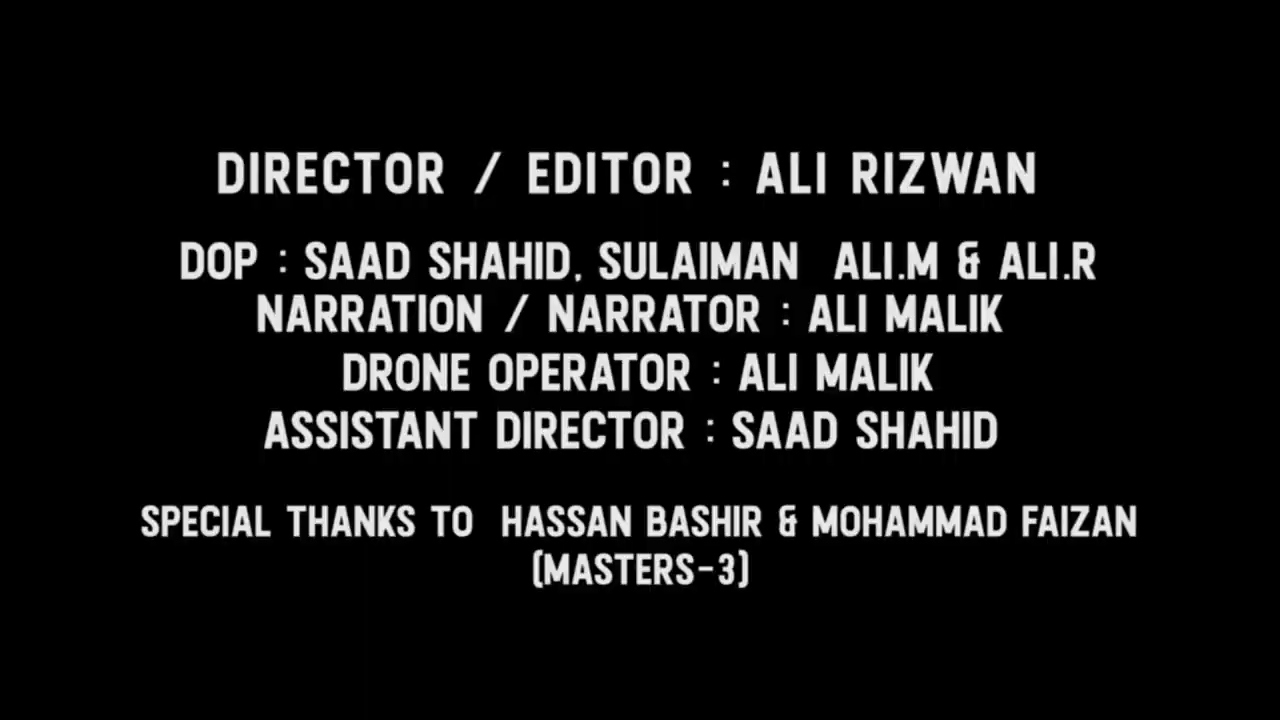 DIRECTOR / EDITOR : ALI RIZWAN
DOP : SAAD SHAHID, SULAIMAN ALI.M & ALI.R
NARRATION / NARRATOR : ALI MALIK
DRONE OPERATOR : ALI MALIK
ASSISTANT DIRECTOR : SAAD SHAHID
SPECIAL THANKS TO HASSAN BASHIR & MOHAMMAD FAIZAN
(MASTERS-3)